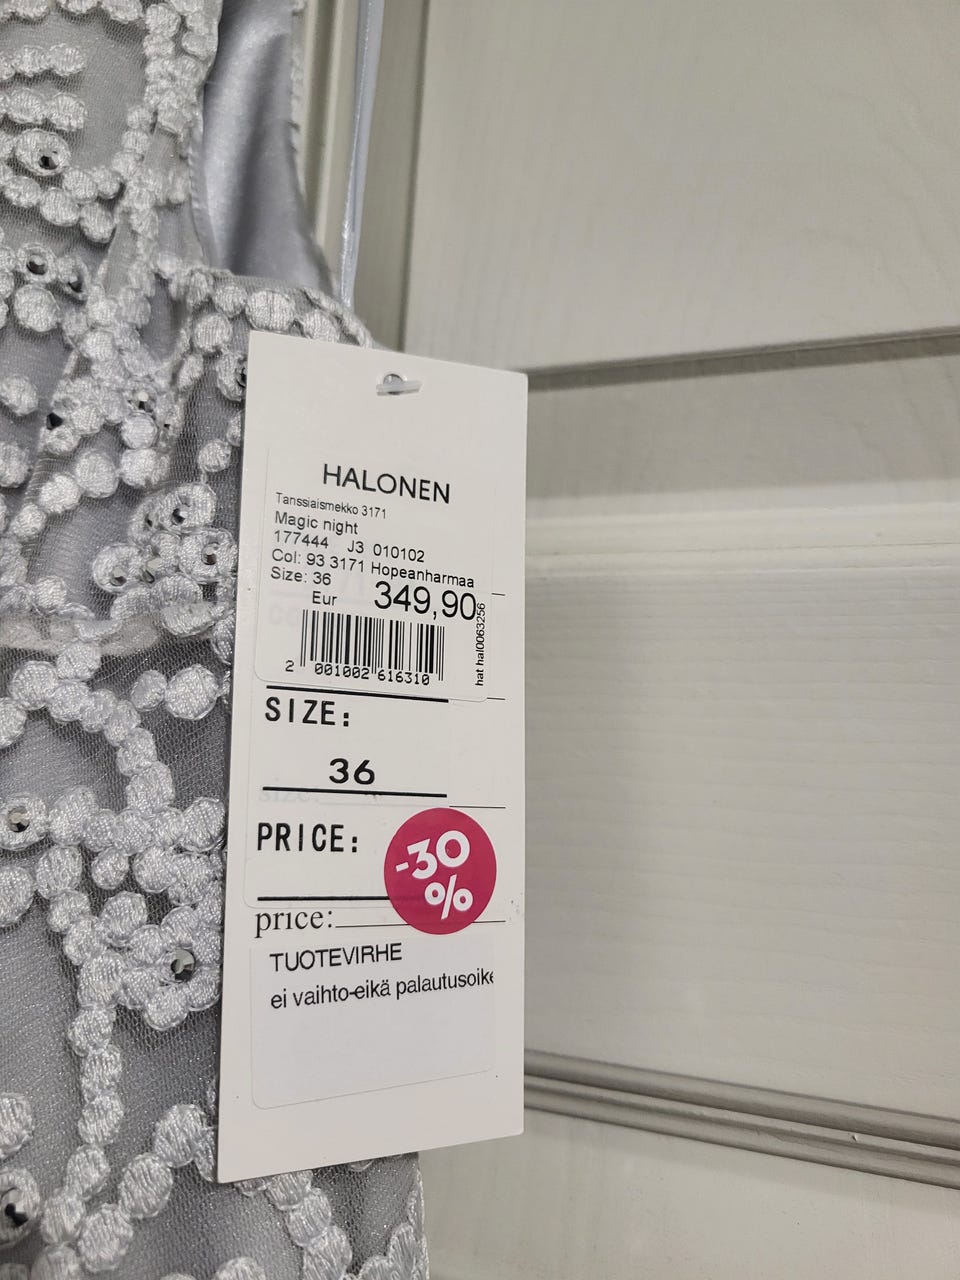 HALONEN
Tanssiaismekko 3171
Magic night
177444 J3 010102
Col: 93 3171 Hopeanharmaa
Size: 36
Eur 349,90
hat hal0063256
2 001002 616310
SIZE:
36
PRICE:
-30
%
price:
TUOTEVIRHE
ei vaihto-eikä palautusoike